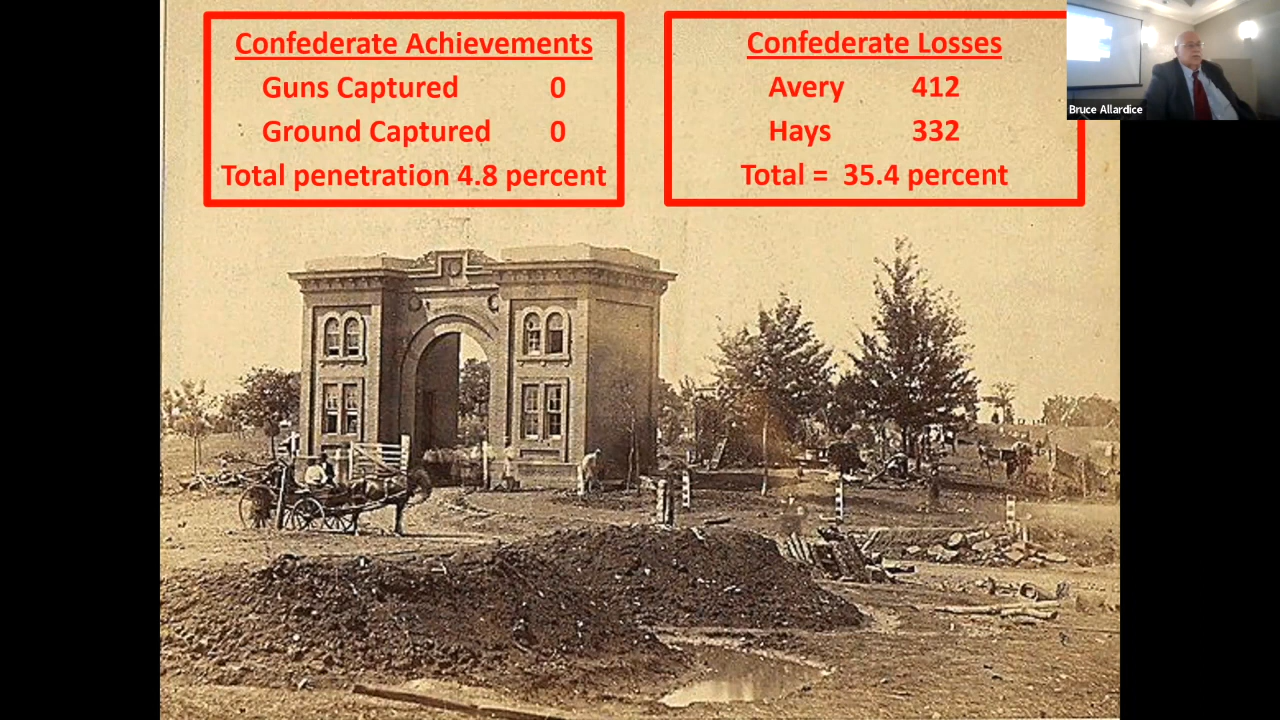 Confederate Achievements
Guns Captured 0
Ground Captured 0
Total penetration 4.8 percent
Confederate Losses
Avery 412
Hays 332
Total = 35.4 percent
Bruce Allardice